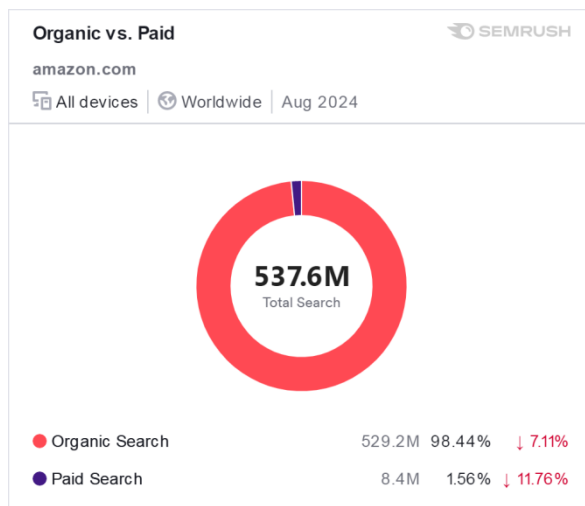 Organic vs. Paid SEMRUSH
amazon.com
All devices Worldwide Aug 2024
537.6M
Total Search
Organic Search 529.2M 98.44% ↓ 7.11%
Paid Search 8.4M 1.56% ↓ 11.76%